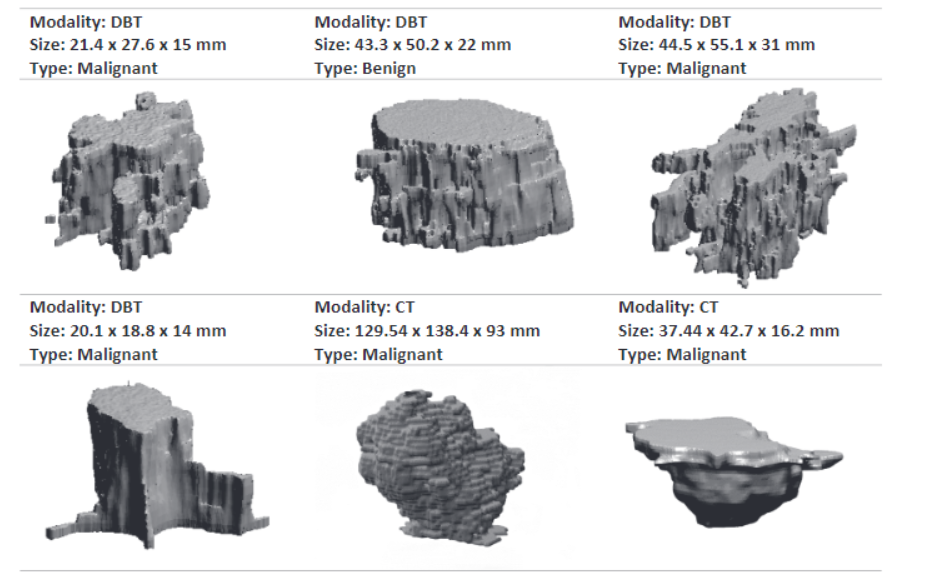 Modality: DBT
Size: 21.4 x 27.6 x 15 mm
Type: Malignant
Modality: DBT
Size: 43.3 x 50.2 x 22 mm
Type: Benign
Modality: DBT
Size: 44.5 x 55.1 x 31 mm
Type: Malignant
Modality: DBT
Size: 20.1 x 18.8 x 14 mm
Type: Malignant
Modality: CT
Size: 129.54 x 138.4 x 93 mm
Type: Malignant
Modality: CT
Size: 37.44 x 42.7 x 16.2 mm
Type: Malignant